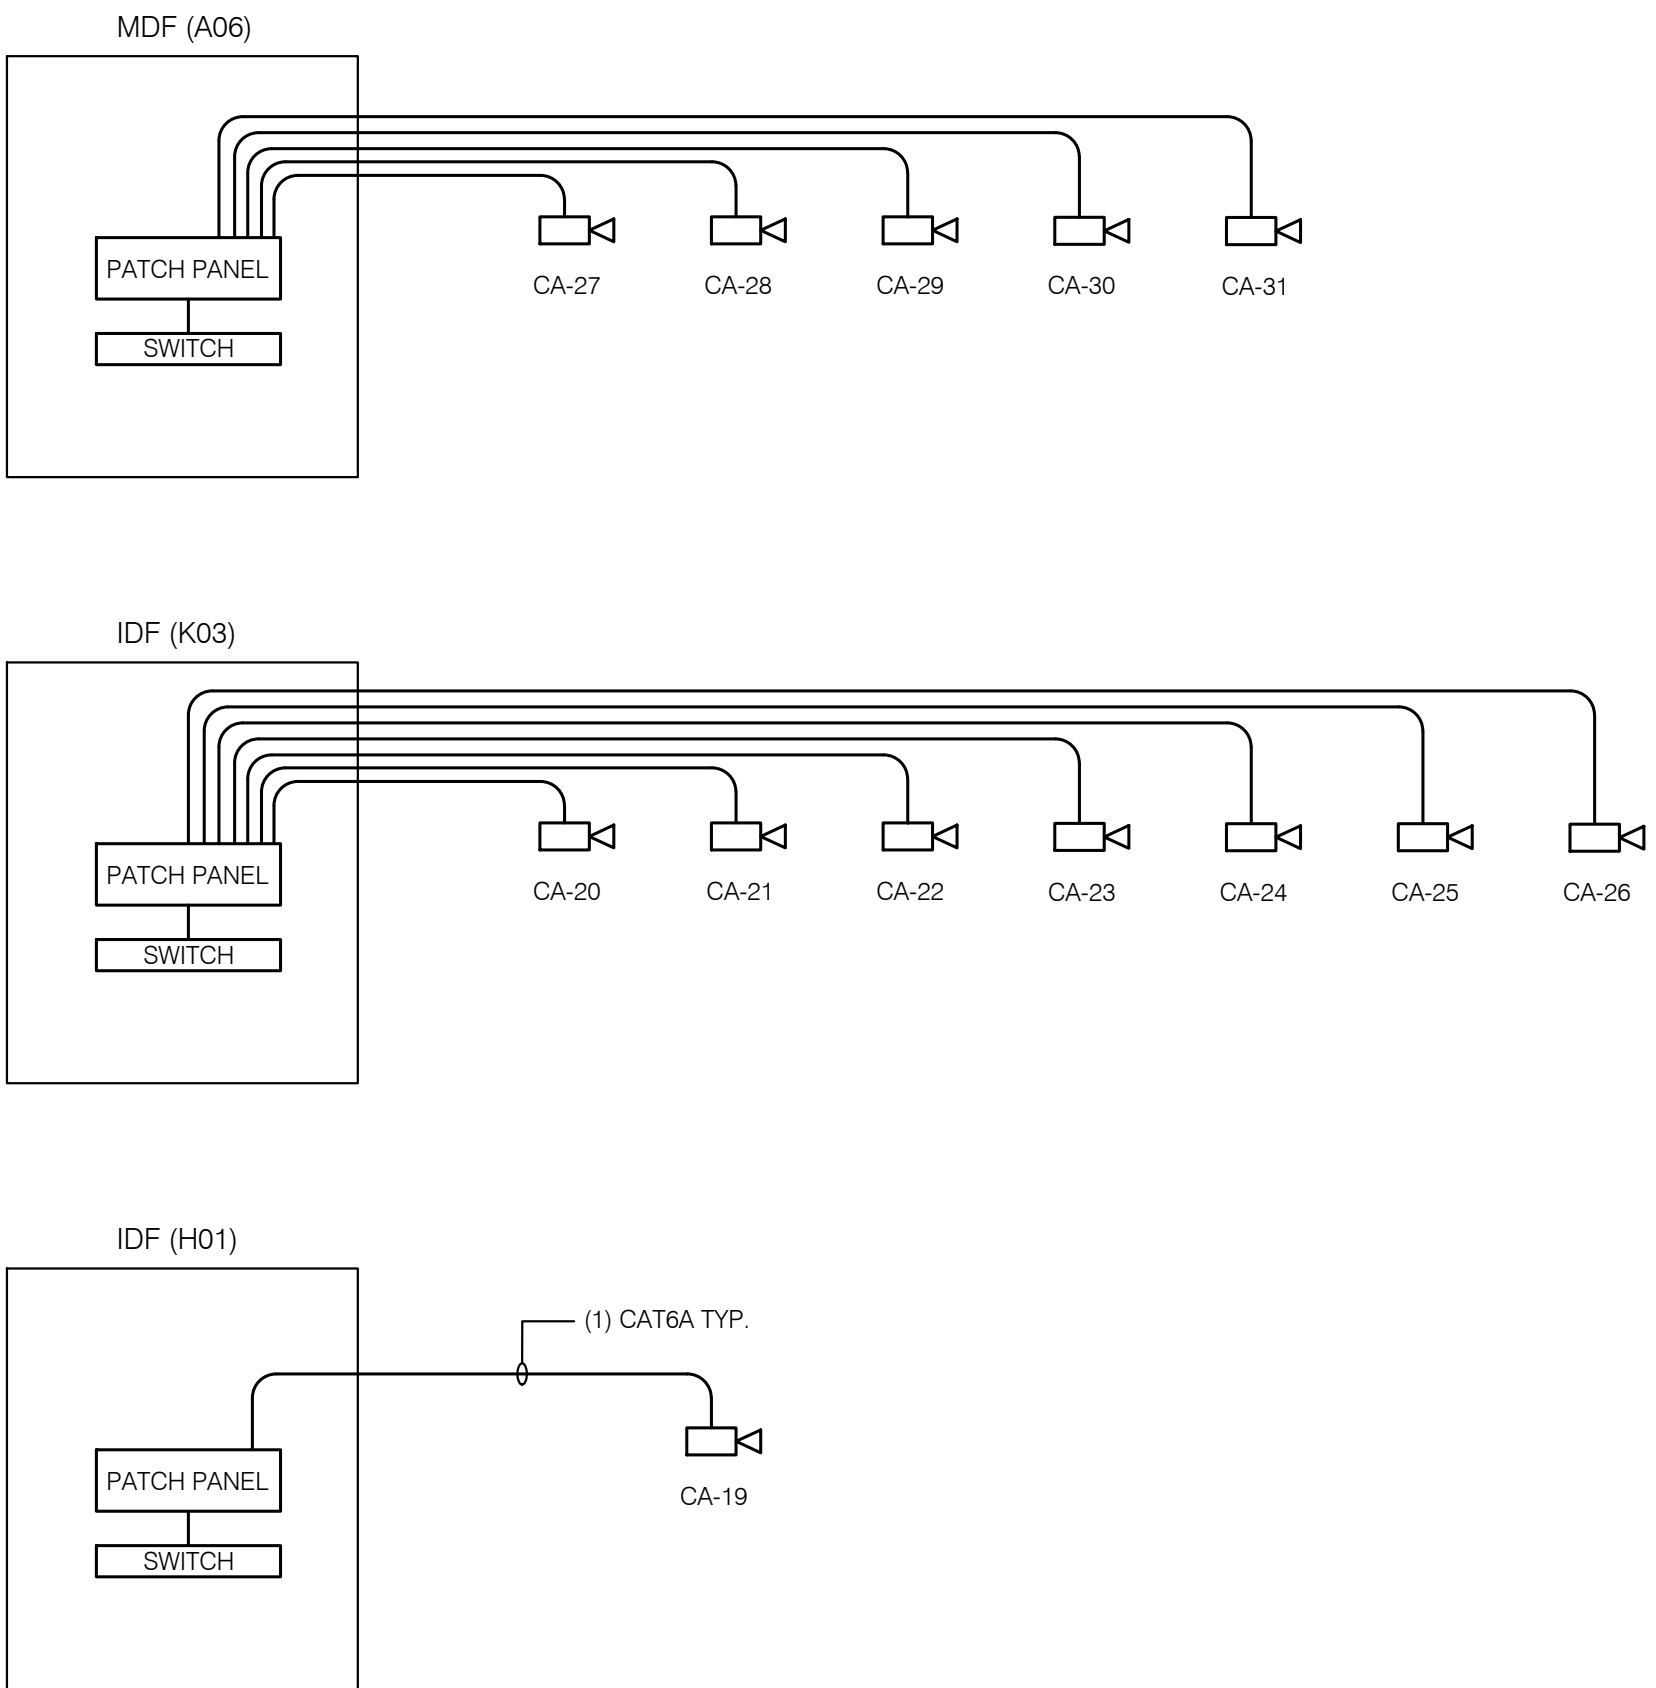 MDF (A06)
PATCH PANEL
SWITCH
CA-27
CA-28
CA-29
CA-30
CA-31
IDF (K03)
PATCH PANEL
SWITCH
CA-20
CA-21
CA-22
CA-23
CA-24
CA-25
CA-26
IDF (H01)
(1) CAT6A TYP.
PATCH PANEL
SWITCH
CA-19